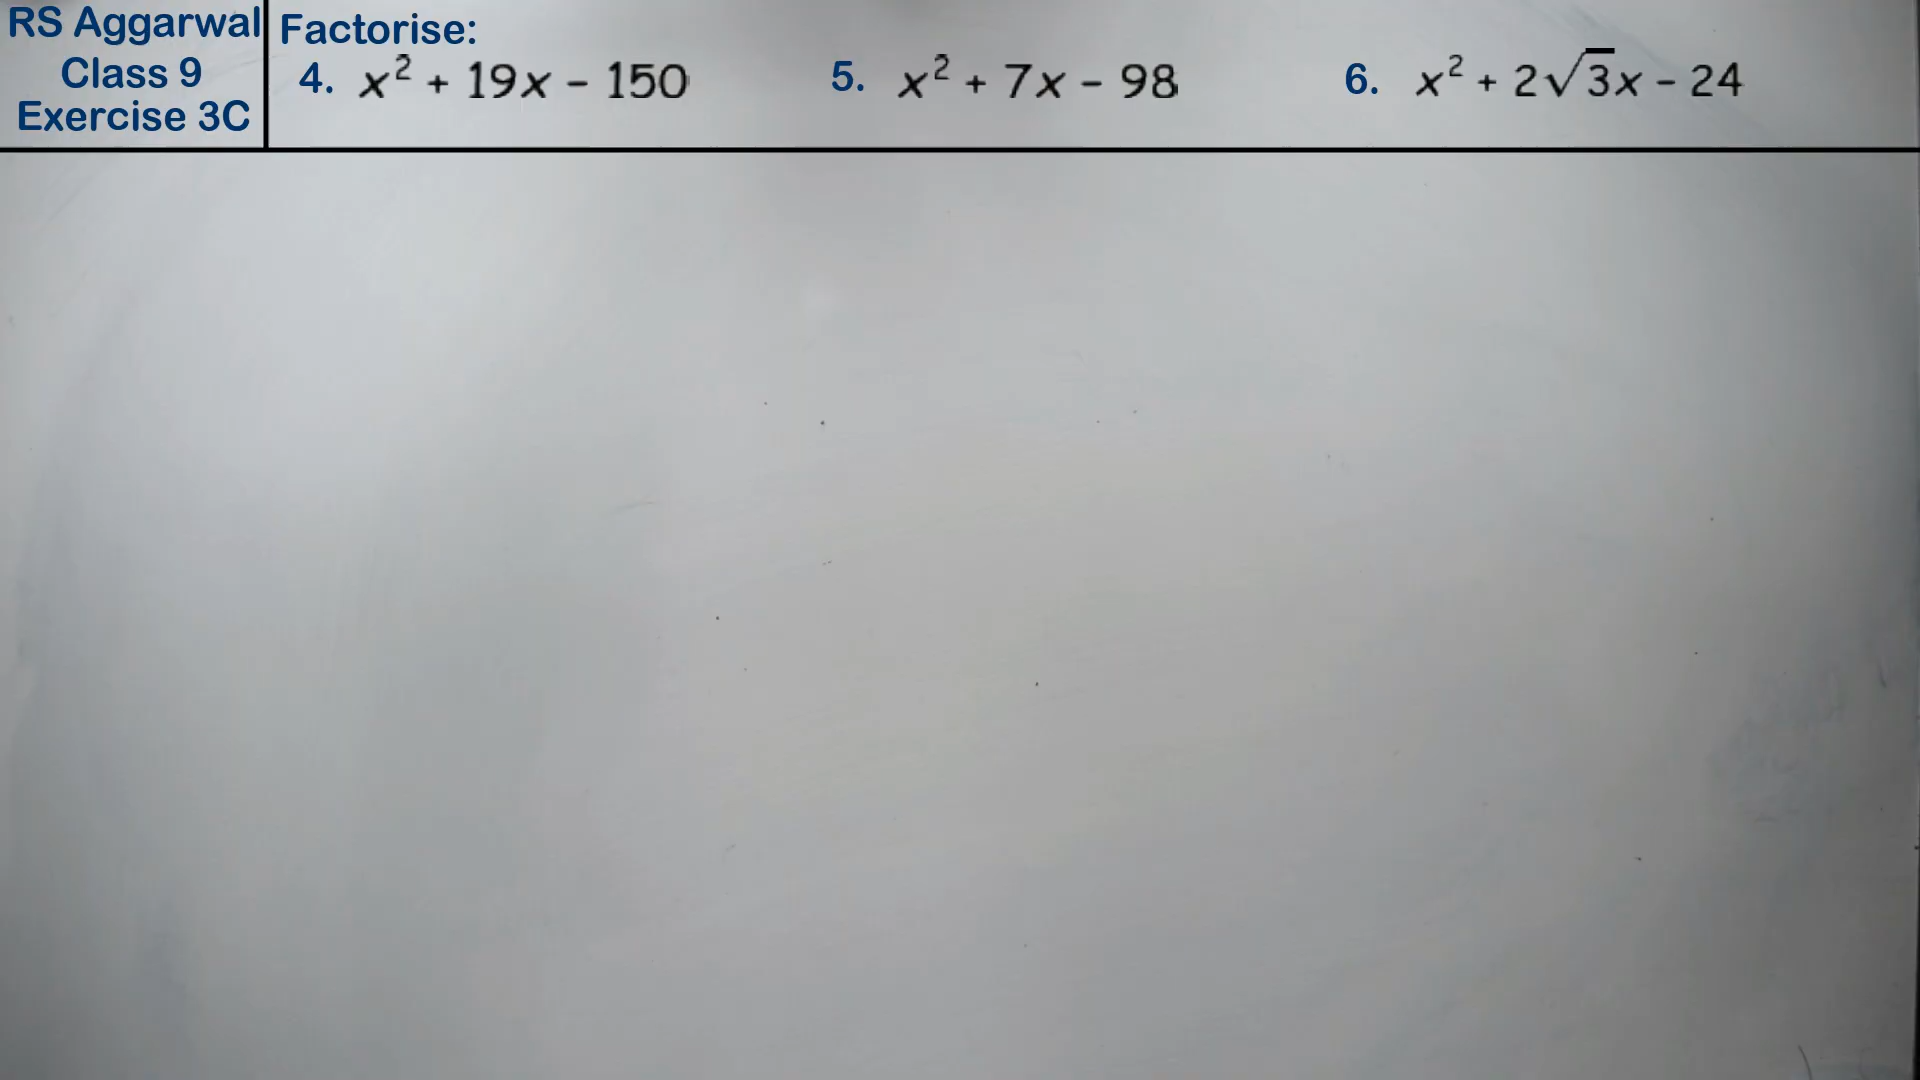 RS Aggarwal
Class 9
Exercise 3C
Factorise:
4. x² + 19x - 150
5. x² + 7x - 98
6. x² + 2√3x - 24